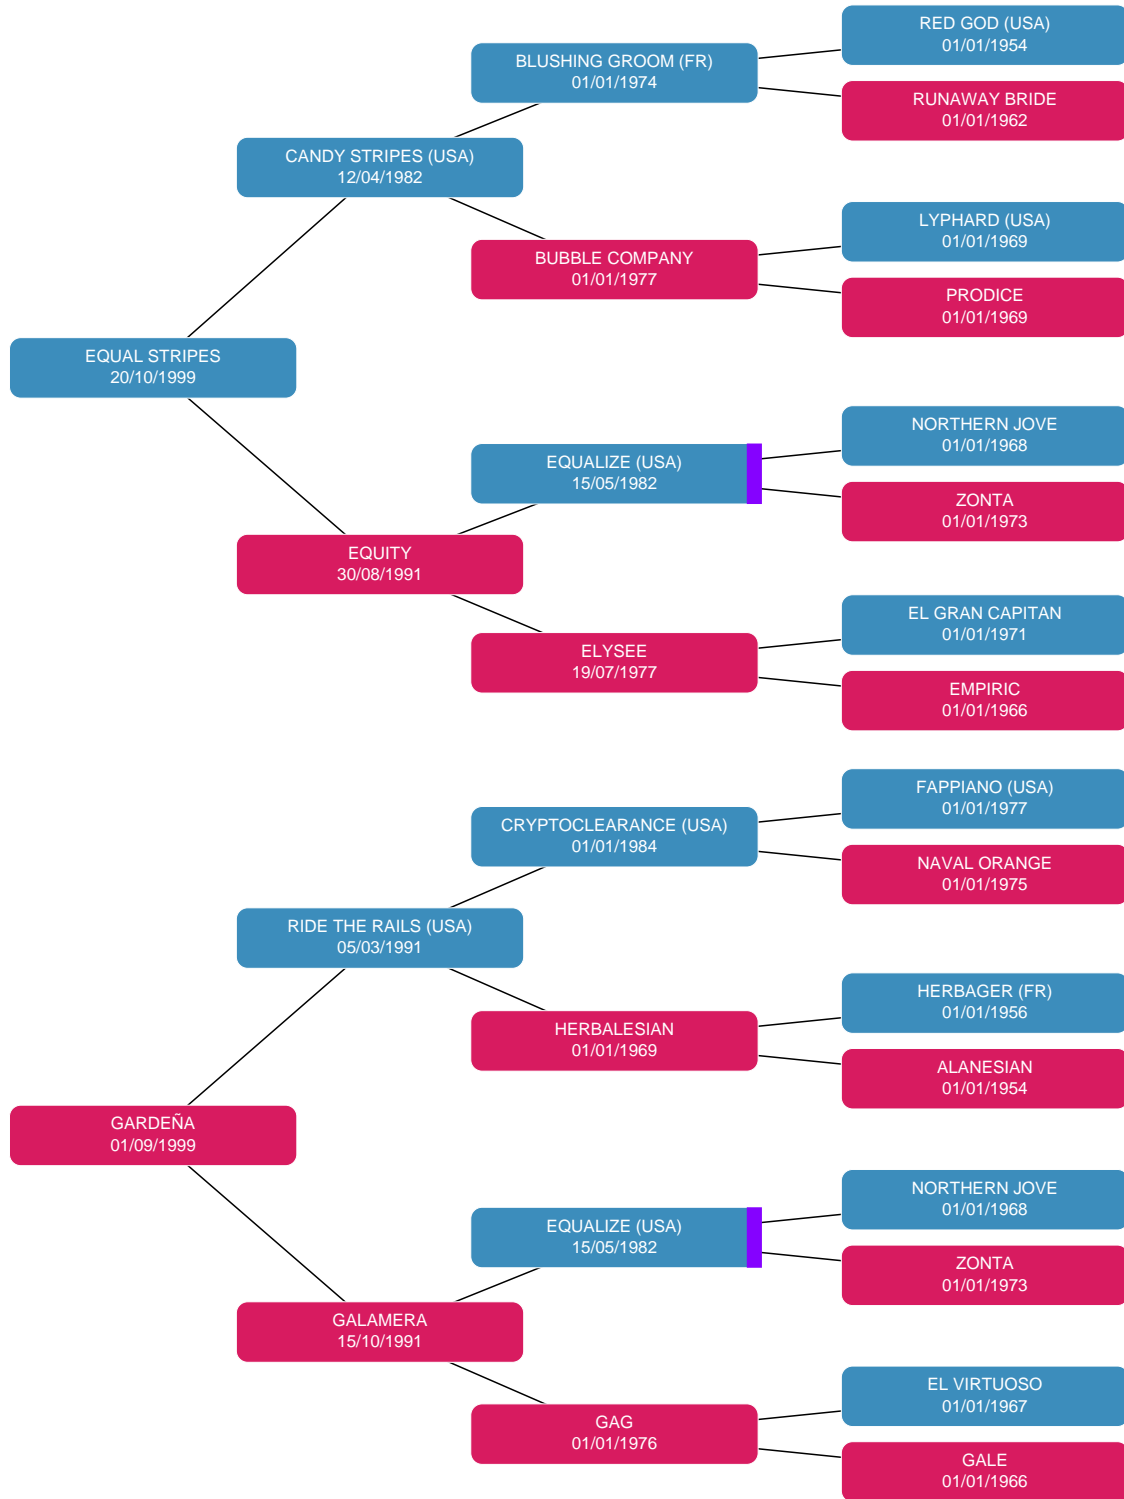 RED GOD (USA)
01/01/1954
BLUSHING GROOM (FR)
01/01/1974
RUNAWAY BRIDE
01/01/1962
CANDY STRIPES (USA)
12/04/1982
LYPHARD (USA)
01/01/1969
BUBBLE COMPANY
01/01/1977
PRODICE
01/01/1969
EQUAL STRIPES
20/10/1999
NORTHERN JOVE
01/01/1968
EQUALIZE (USA)
15/05/1982
ZONTA
01/01/1973
EQUITY
30/08/1991
EL GRAN CAPITAN
01/01/1971
ELYSEE
19/07/1977
EMPIRIC
01/01/1966
FAPPIANO (USA)
01/01/1977
CRYPTOCLEARANCE (USA)
01/01/1984
NAVAL ORANGE
01/01/1975
RIDE THE RAILS (USA)
05/03/1991
HERBAGER (FR)
01/01/1956
HERBALESIAN
01/01/1969
ALANESIAN
01/01/1954
GARDEÑA
01/09/1999
NORTHERN JOVE
01/01/1968
EQUALIZE (USA)
15/05/1982
ZONTA
01/01/1973
GALAMERA
15/10/1991
EL VIRTUOSO
01/01/1967
GAG
01/01/1976
GALE
01/01/1966